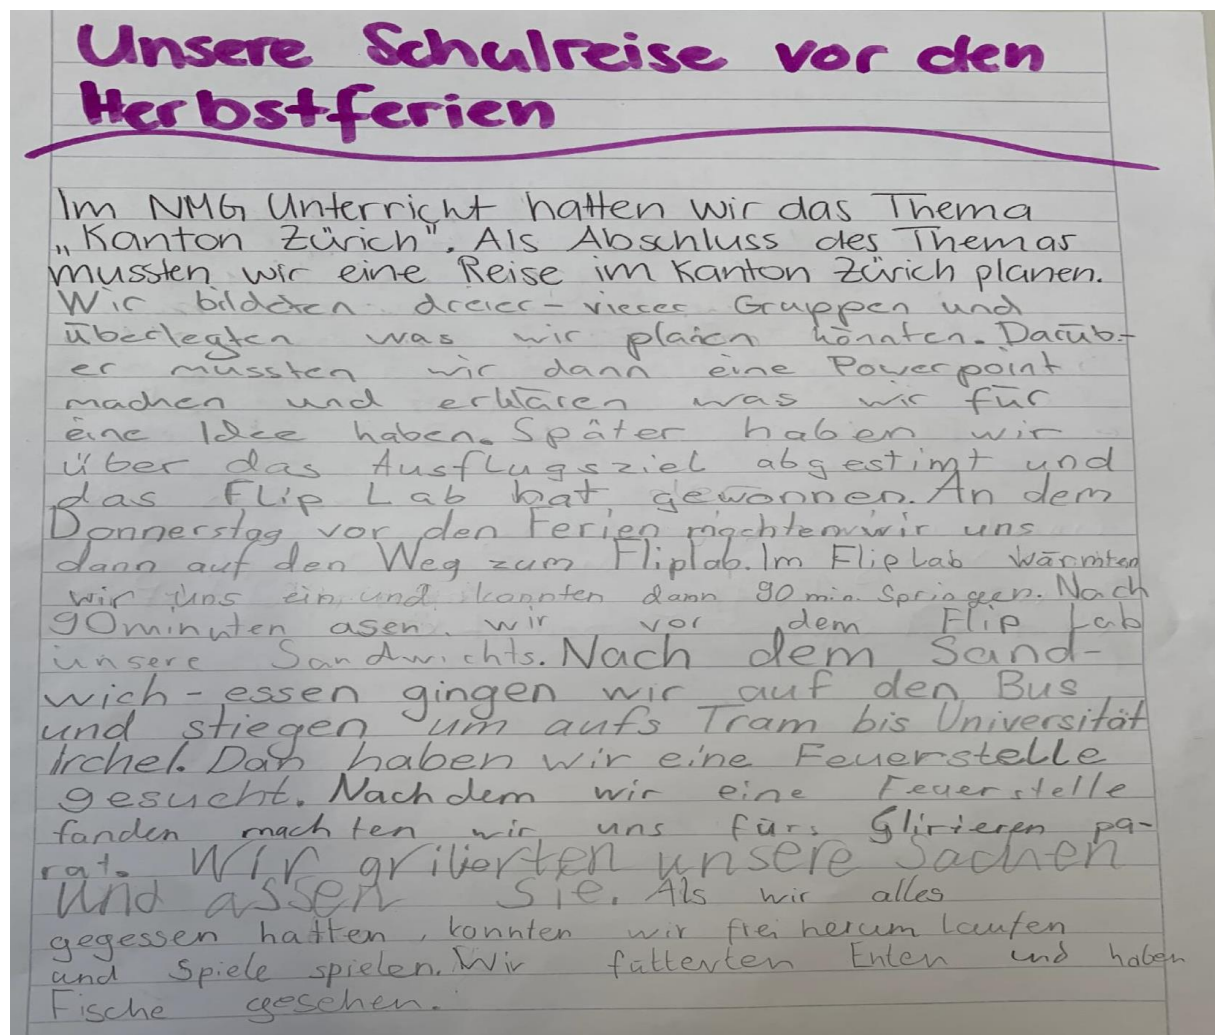 Unsere Schulreise vor den
Herbstferien
Im NMG Unterricht hatten wir das Thema
„Kanton Zürich". Als Abschluss des Themas
mussten wir eine Reise im Kanton Zürich planen.
Wir bildeten dreier-vierer Gruppen und
überlegten was wir planen könnten. Darüb-
er mussten wir dann eine Powerpoint
machen und erklären was wir für
eine Idee haben. Später haben wir
über das Ausflugsziel abgestimt und
das Flip Lab hat gewonnen. An dem
Donnerstag vor den Ferien machten wir uns
dann auf den Weg zum Fliplab. Im Flip Lab wärmten
wir uns ein und konnten dann 90 min. Springen. Nach
90minuten asen wir vor dem Flip Lab
unsere Sandwichts. Nach dem Sand-
wich-essen gingen wir auf den Bus
und stiegen um aufs Tram bis Universität
Irchel. Dan haben wir eine Feuerstelle
gesucht. Nachdem wir eine Feuerstelle
fanden machten wir uns fürs Glirieren pa-
rat. Wir grilierten unsere Sachen
und assen sie. Als wir alles
gegessen hatten, konnten wir frei herum laufen
und Spiele spielen. Wir fütterten Enten und haben
Fische gesehen.